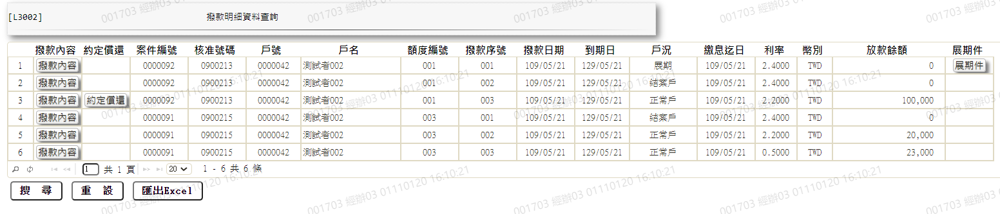 [L3002] 撥款明細資料查詢
撥款內容 約定償還 案件編號 核准號碼 戶號 戶名 額度編號 撥款序號 撥款日期 到期日 戶況 繳息迄日 利率 幣別 放款餘額 展期件
1 撥款內容 0000092 0900213 0000042 測試者002 001 001 109/05/21 129/05/21 展期 109/05/21 2.4000 TWD 0 展期件
2 撥款內容 0000092 0900213 0000042 測試者002 001 002 109/05/21 129/05/21 結案戶 109/05/21 2.4000 TWD 0
3 撥款內容 約定償還 0000092 0900213 0000042 測試者002 001 003 109/05/21 129/05/21 正常戶 109/05/21 2.2000 TWD 100,000
4 撥款內容 0000091 0900215 0000042 測試者002 003 001 109/05/21 129/05/21 結案戶 109/05/21 2.4000 TWD 0
5 撥款內容 0000091 0900215 0000042 測試者002 003 002 109/05/21 129/05/21 正常戶 109/05/21 2.2000 TWD 20,000
6 撥款內容 0000091 0900215 0000042 測試者002 003 003 109/05/21 129/05/21 正常戶 109/05/21 0.5000 TWD 23,000
1 共 1 頁 20 1 - 6 共 6 條
搜 尋 重 設 匯出Excel
001703 經辦03 01110120 16:10:21